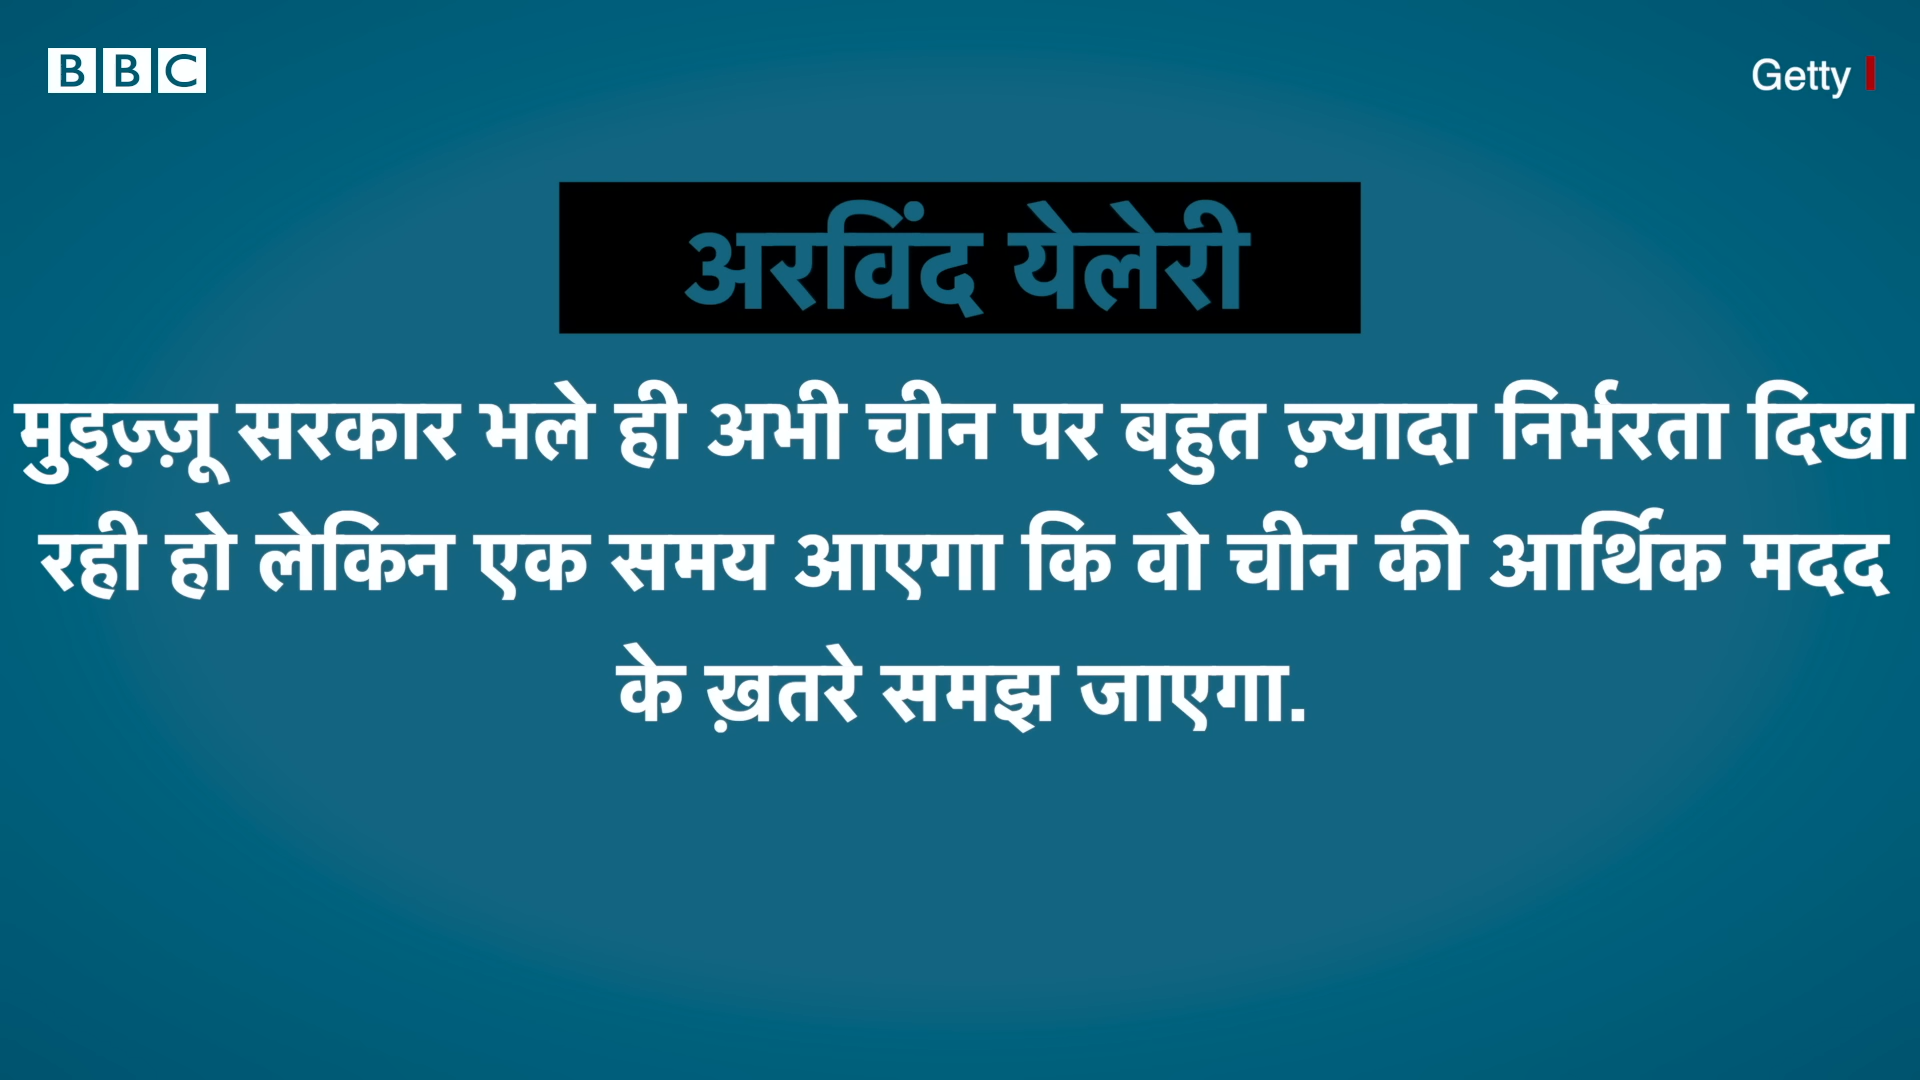 BBC
Getty
अरविंद येलेरी
मुइज़्ज़ू सरकार भले ही अभी चीन पर बहुत ज़्यादा निर्भरता दिखा
रही हो लेकिन एक समय आएगा कि वो चीन की आर्थिक मदद
के ख़तरे समझ जाएगा.